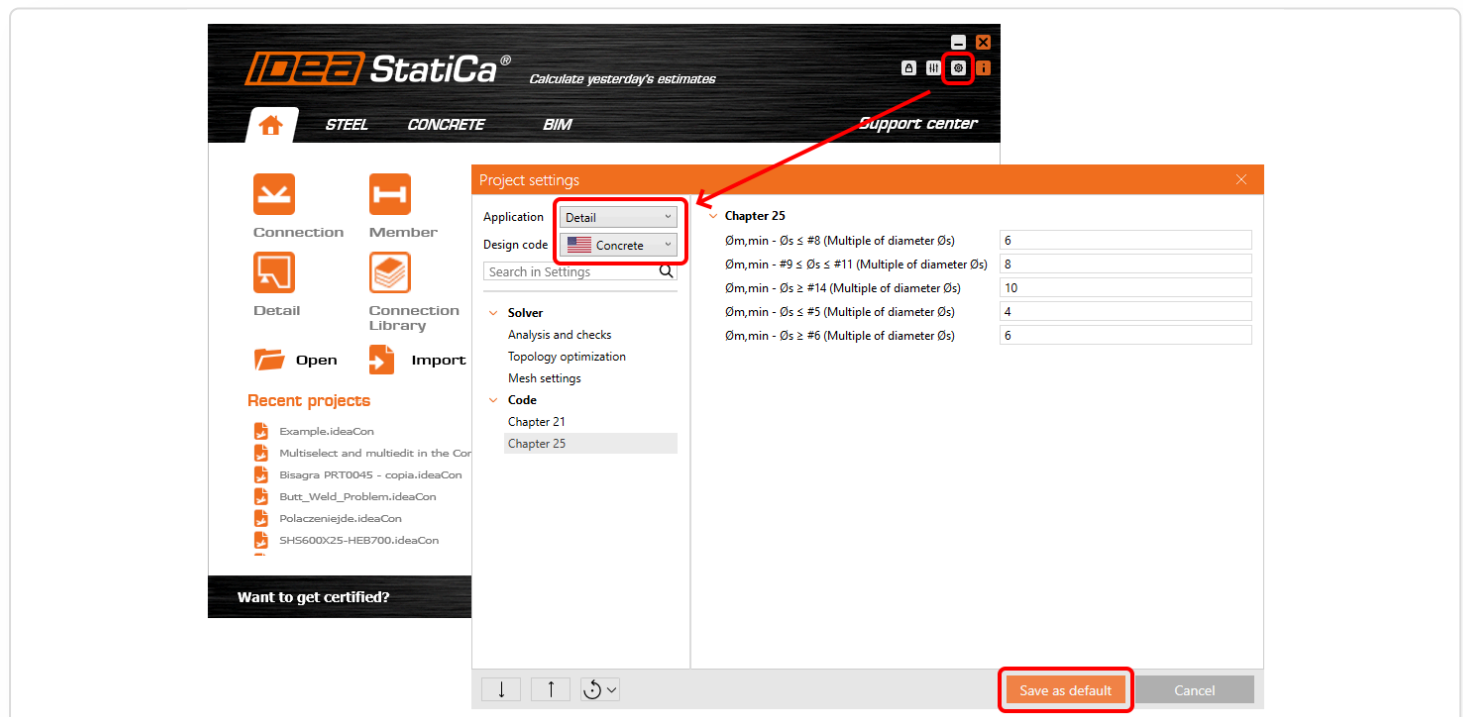 IDEA StatiCa® Calculate yesterday's estimates
STEEL CONCRETE BIM Support center
Connection Member
Detail Connection Library
Open Import
Recent projects
Example.ideaCon
Multiselect and multiedit in the Cor
Bisagra PRT0045 - copia.ideaCon
Butt_Weld_Problem.ideaCon
Polaczeniejde.ideaCon
SHS600X25-HEB700.ideaCon
Want to get certified?
Project settings
Application Detail
Design code Concrete
Search in Settings
Solver
Analysis and checks
Topology optimization
Mesh settings
Code
Chapter 21
Chapter 25
Chapter 25
Øm,min - Øs ≤ #8 (Multiple of diameter Øs) 6
Øm,min - #9 ≤ Øs ≤ #11 (Multiple of diameter Øs) 8
Øm,min - Øs ≥ #14 (Multiple of diameter Øs) 10
Øm,min - Øs ≤ #5 (Multiple of diameter Øs) 4
Øm,min - Øs ≥ #6 (Multiple of diameter Øs) 6
Save as default Cancel